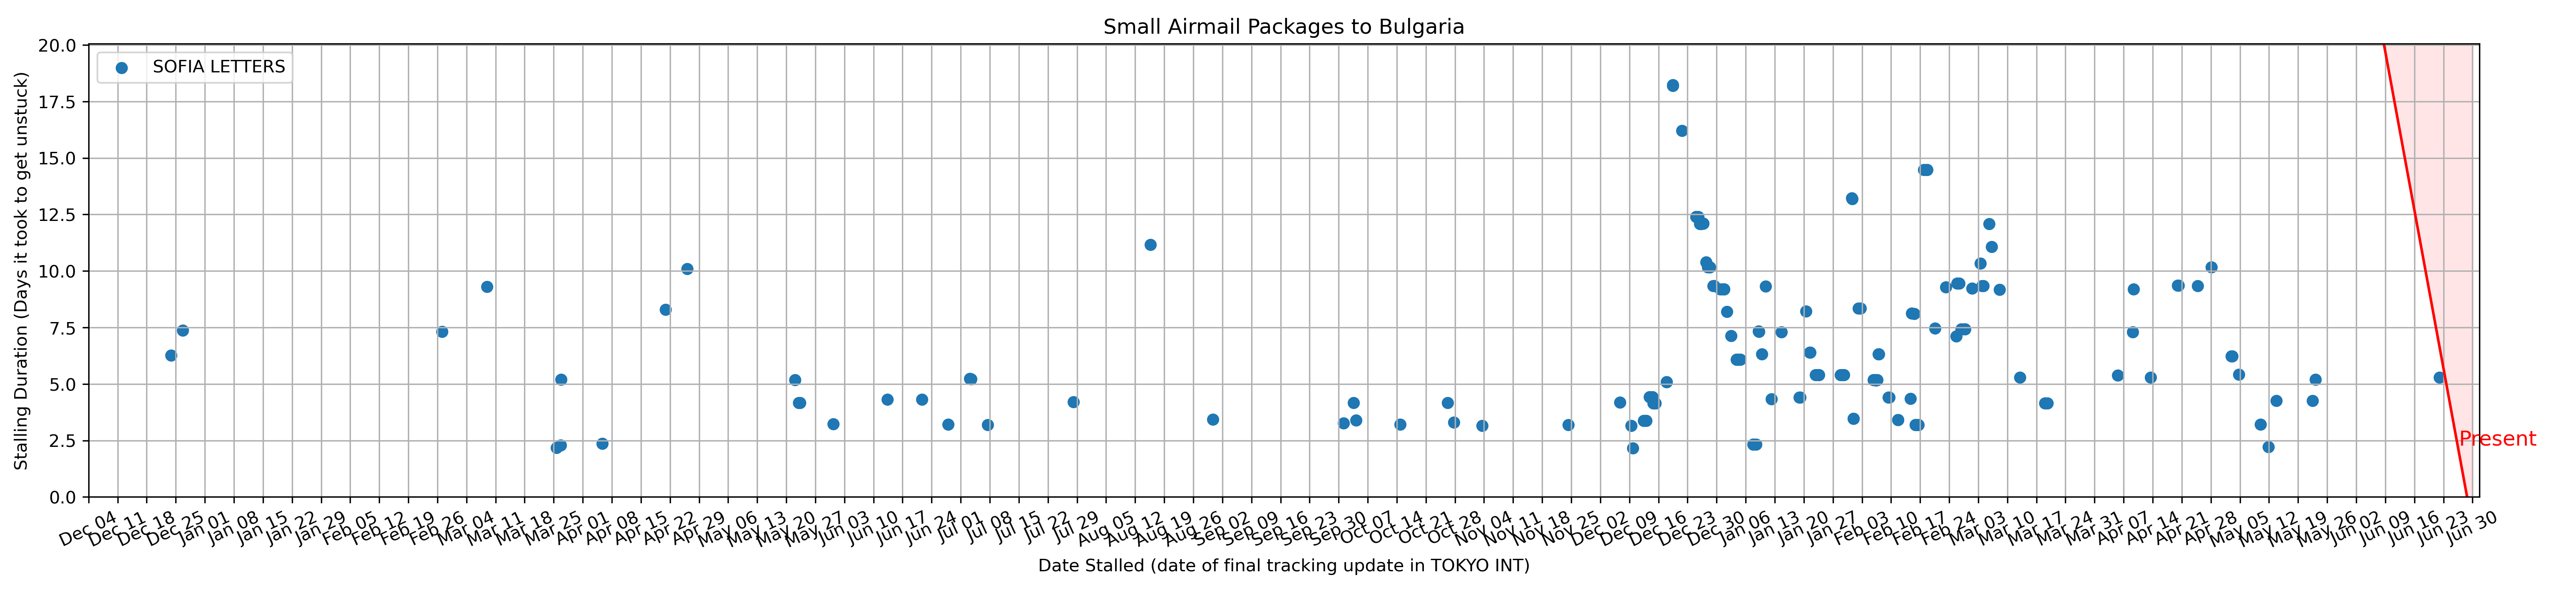 Small Airmail Packages to Bulgaria
SOFIA LETTERS
Stalling Duration (Days it took to get unstuck)
20.0
17.5
15.0
12.5
10.0
7.5
5.0
2.5
0.0
Present
Dec 04 Dec 11 Dec 18 Dec 25 Jan 01 Jan 08 Jan 15 Jan 22 Jan 29 Feb 05 Feb 12 Feb 19 Feb 26 Mar 04 Mar 11 Mar 18 Mar 25 Apr 01 Apr 08 Apr 15 Apr 22 Apr 29 May 06 May 13 May 20 May 27 Jun 03 Jun 10 Jun 17 Jun 24 Jul 01 Jul 08 Jul 15 Jul 22 Jul 29 Aug 05 Aug 12 Aug 19 Aug 26 Sep 02 Sep 09 Sep 16 Sep 23 Sep 30 Oct 07 Oct 14 Oct 21 Oct 28 Nov 04 Nov 11 Nov 18 Nov 25 Dec 02 Dec 09 Dec 16 Dec 23 Dec 30 Jan 06 Jan 13 Jan 20 Jan 27 Feb 03 Feb 10 Feb 17 Feb 24 Mar 03 Mar 10 Mar 17 Mar 24 Mar 31 Apr 07 Apr 14 Apr 21 Apr 28 May 05 May 12 May 19 May 26 Jun 02 Jun 09 Jun 16 Jun 23 Jun 30
Date Stalled (date of final tracking update in TOKYO INT)